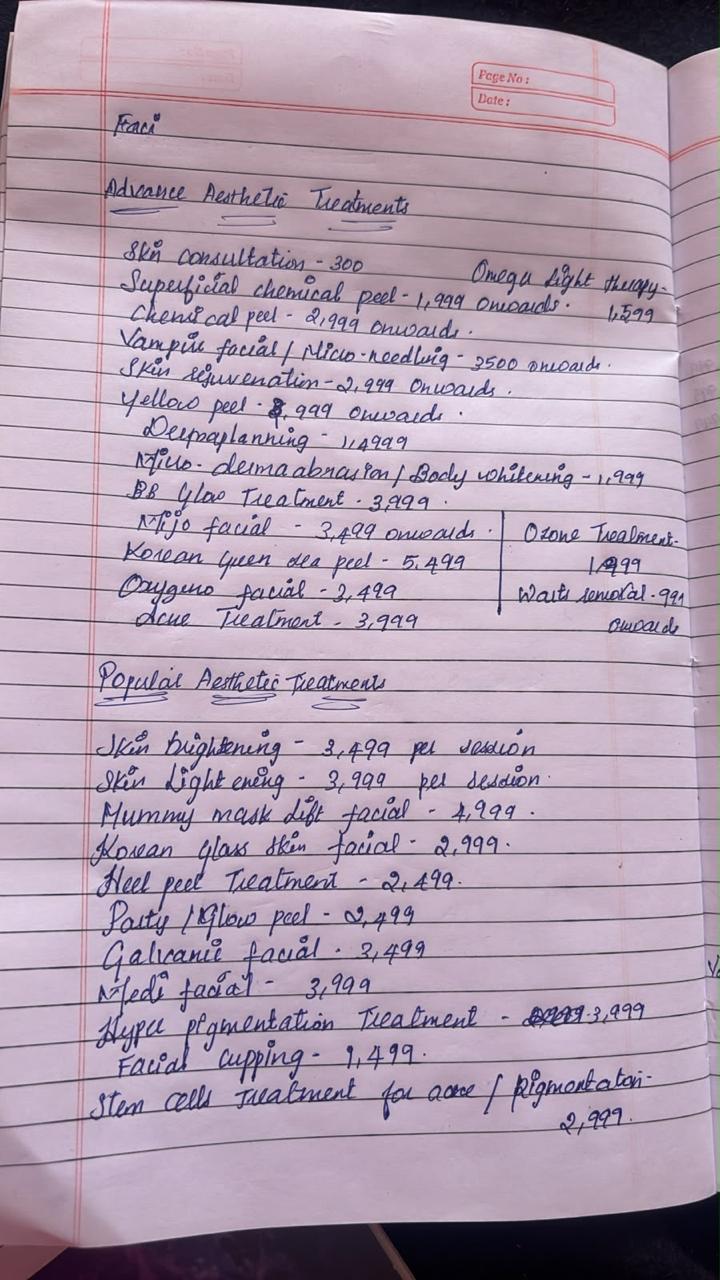 Page No :
Date :
Faci
Advance Aesthetic Treatments
Skin consultation - 300
Omega Light therapy-
1,599
Superficial chemical peel - 1,999 onwards.
Chemical peel - 2,999 onwards.
Vampire facial / Micro-needling - 3500 onwards.
Skin rejuvenation - 2,999 Onwards.
Yellow peel - ,999 onwards.
Dermaplanning - 1,4999
Micro-dermaabrasion / Body whitening - 1,999
BB Glow Treatment - 3,999.
Mijo facial - 3,499 onwards.
Korean Green sea peel - 5,499
Oxygeno facial - 3,499
Acne Treatment - 3,999
Ozone Treatment-
1,999
Warts removal - 999
onwards
Popular Aesthetic Treatments
Skin brightening - 3,499 per session
Skin Lightening - 3,999 per session.
Mummy mask Lift facial - 4,999.
Korean Glass Skin facial - 2,999.
Heel peel Treatment - 2,499.
Party / Glow peel - 2,499
Galvanic facial - 3,499
Medi facial - 3,999
Hyper pigmentation Treatment - 3,999
Facial cupping - 1,499.
Stem cells Treatment for acne / pigmentation-
2,999.